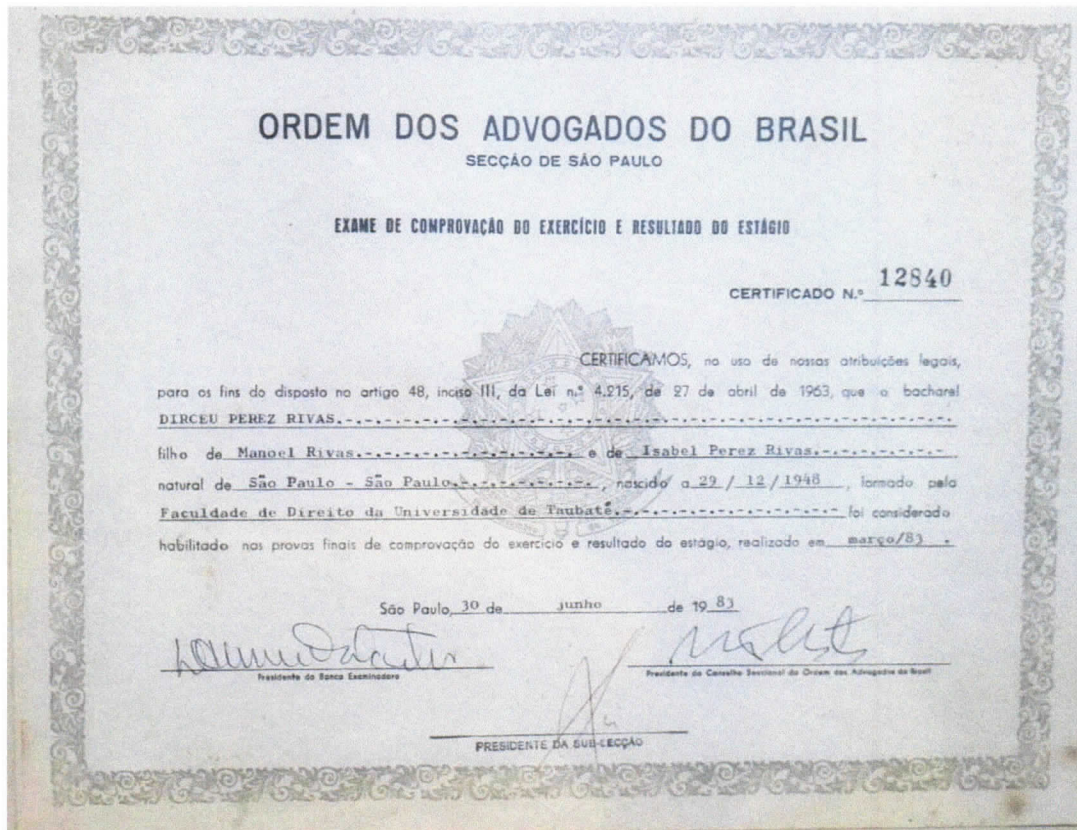 ORDEM DOS ADVOGADOS DO BRASIL
SECÇÃO DE SÃO PAULO
EXAME DE COMPROVAÇÃO DO EXERCÍCIO E RESULTADO DO ESTÁGIO
CERTIFICADO N.º 12840
CERTIFICAMOS, no uso de nossas atribuições legais,
para os fins do disposto no artigo 48, inciso III, da Lei n.º 4.215, de 27 de abril de 1963, que o bacharel
DIRCEU PEREZ RIVAS.-.-.-.-.-.-.-.-.-.-.-.-.-.-.-.-.-.-.-.-.-.-.-.-.-.-.-.-.-.-.-.-
filho de Manoel Rivas.-.-.-.-.-.-.-.-.-.-.-. e de Isabel Perez Rivas.-.-.-.-.-.-.-
natural de São Paulo - São Paulo.-.-.-.-.-.-.-., nascido a 29 / 12 / 1948, formado pela
Faculdade de Direito da Universidade de Taubaté.-.-.-.-.-.-.-.-.-.-.-.- foi considerado
habilitado nas provas finais de comprovação do exercício e resultado do estágio, realizado em março/83 .
São Paulo, 30 de junho de 19 83
Presidente da Banca Examinadora
Presidente do Conselho Seccional da Ordem dos Advogados do Brasil
PRESIDENTE DA SUB-SECÇÃO